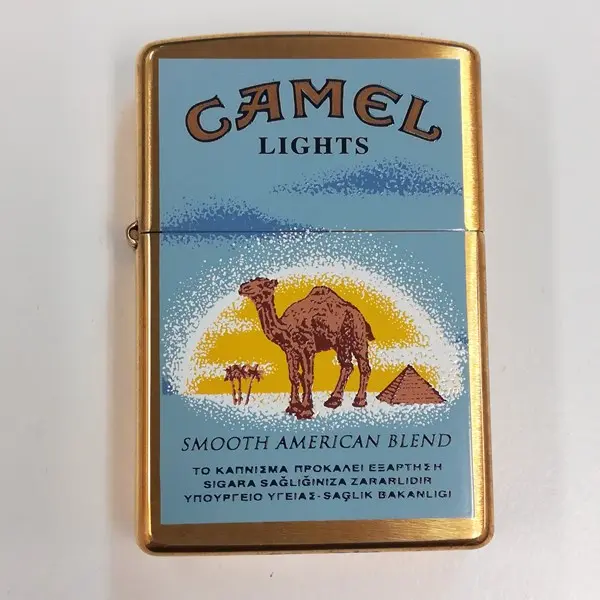 CAMEL
LIGHTS
SMOOTH AMERICAN BLEND
ΤΟ ΚΑΠΝΙΣΜΑ ΠΡΟΚΑΛΕΙ ΕΞΑΡΤΗΣΗ
SIGARA SAĞLIĞINIZA ZARARLIDIR
ΥΠΟΥΡΓΕΙΟ ΥΓΕΙΑΣ-SAĞLIK BAKANLIGI